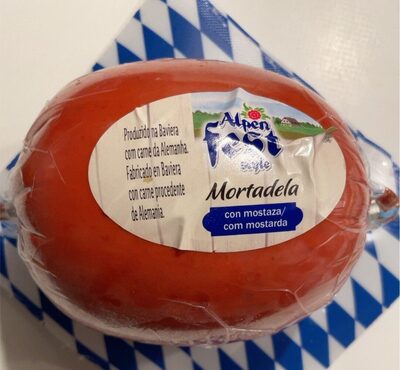 Produzido na Baviera
com carne da Alemanha.
Fabricado en Baviera
con carne procedente
de Alemania.
Alpen
fest
style
Mortadela
con mostaza/
com mostarda